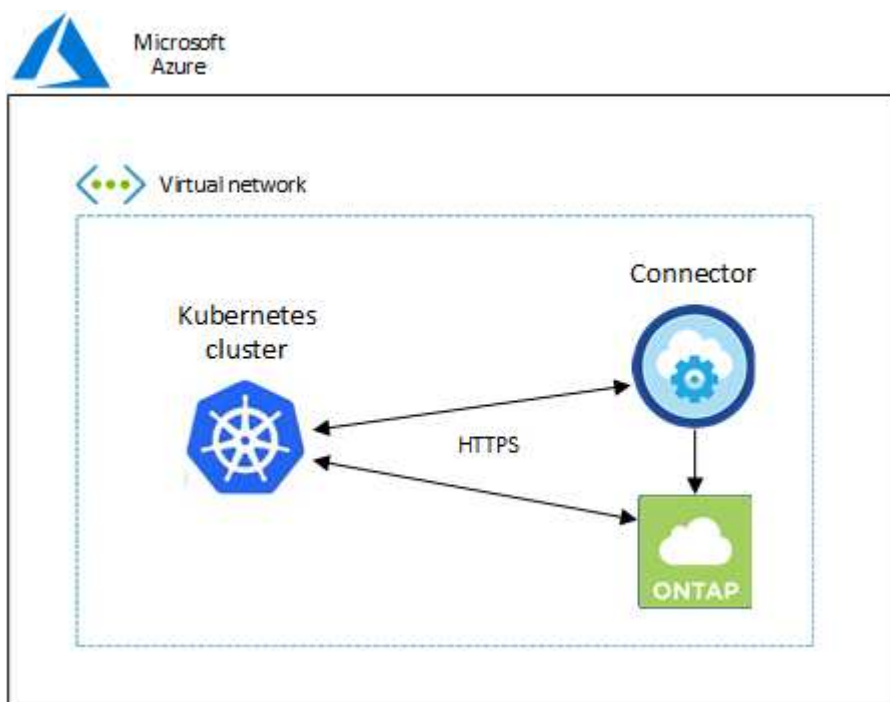 Microsoft
Azure
Virtual network
Connector
Kubernetes
cluster
HTTPS
ONTAP